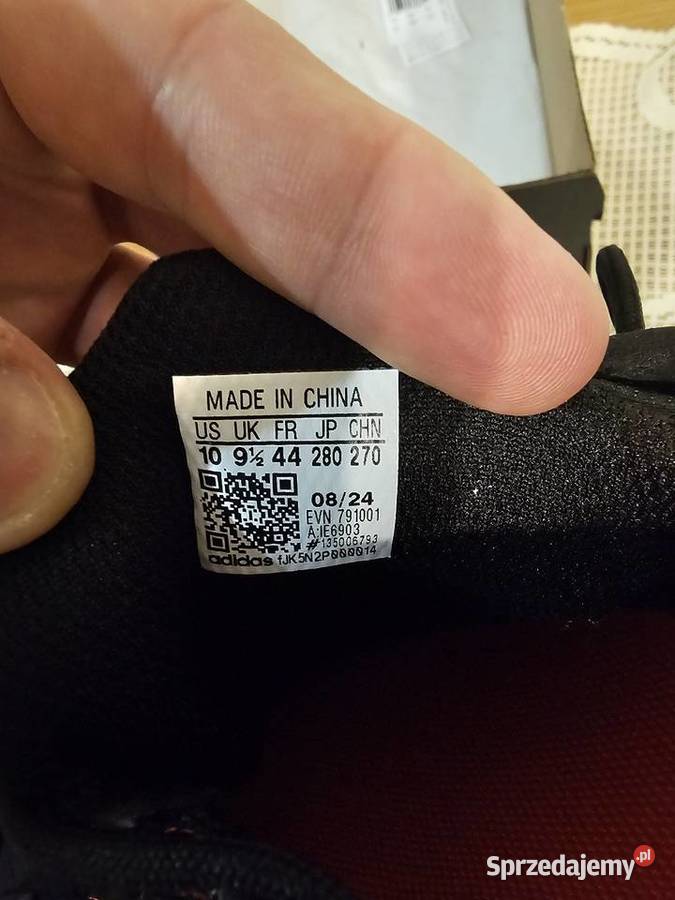 MADE IN CHINA
US UK FR JP CHN
10 9½ 44 280 270
08/24
EVN 791001
A:IE6903
#135006793
adidas fJK5N2P000014
Sprzedajemy.pl